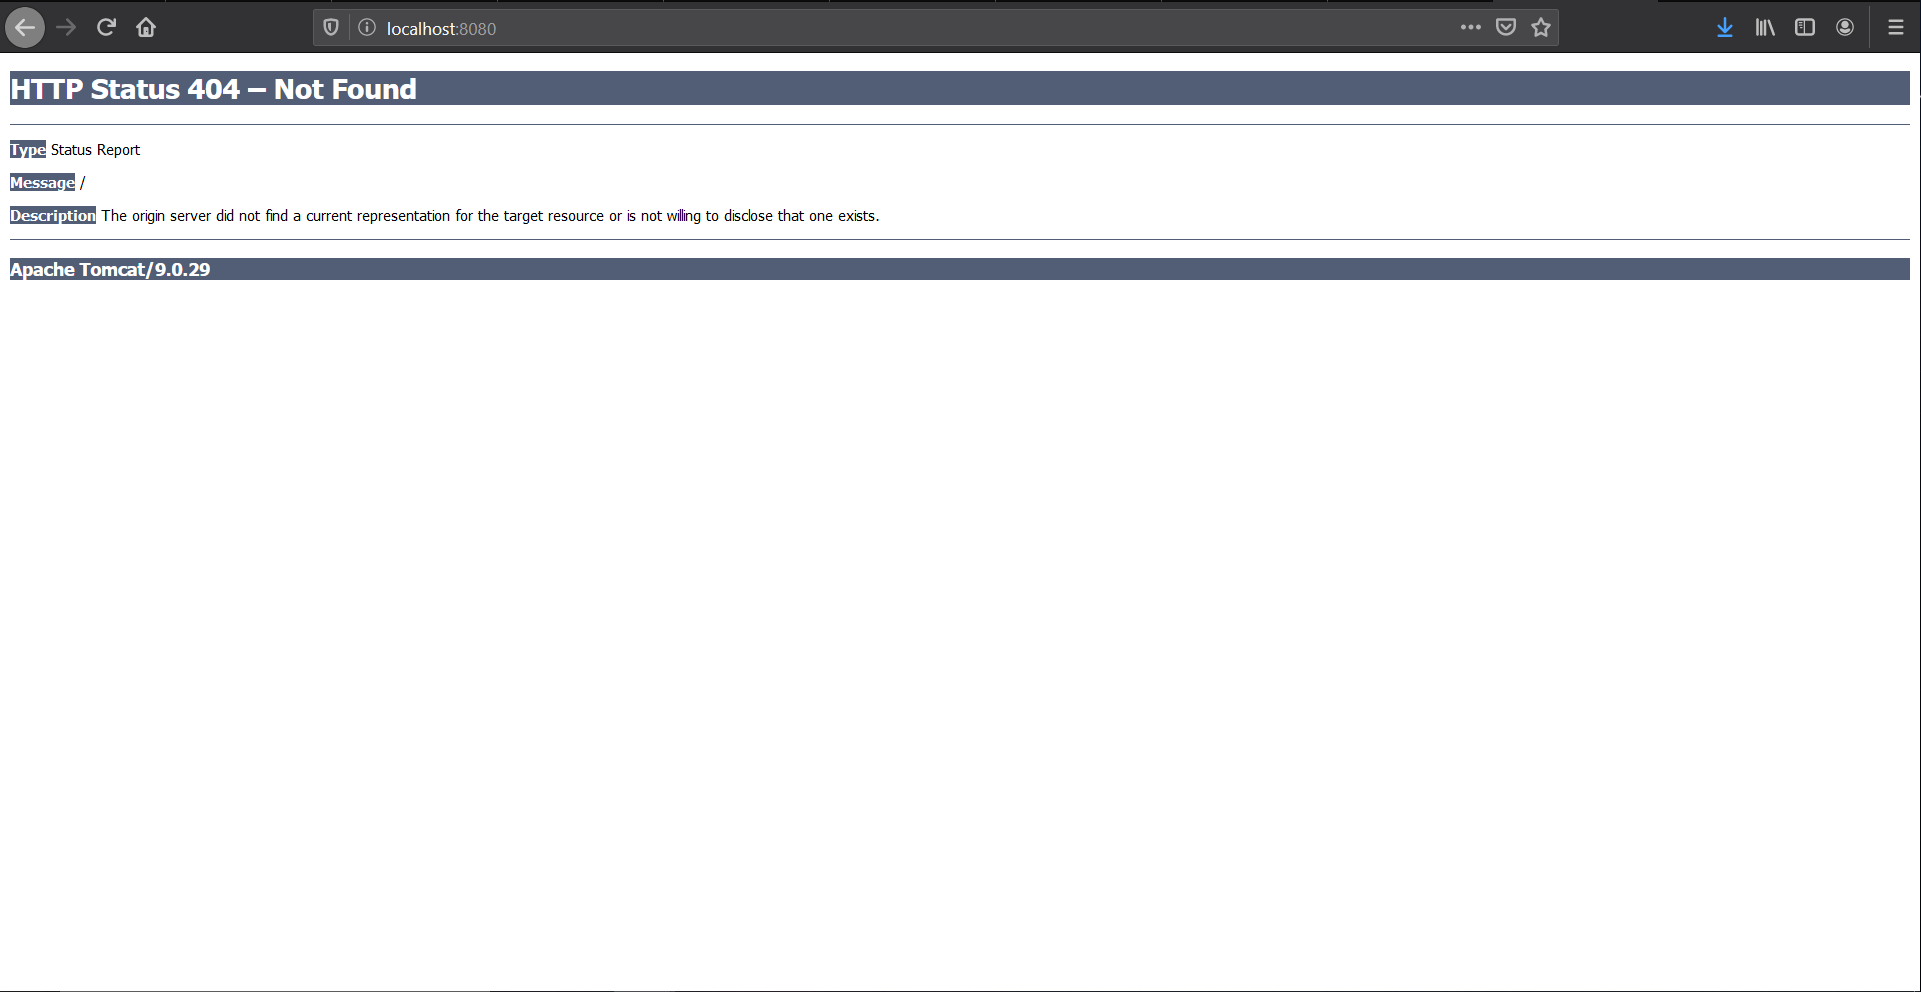 localhost:8080
HTTP Status 404 – Not Found
Type Status Report
Message /
Description The origin server did not find a current representation for the target resource or is not willing to disclose that one exists.
Apache Tomcat/9.0.29